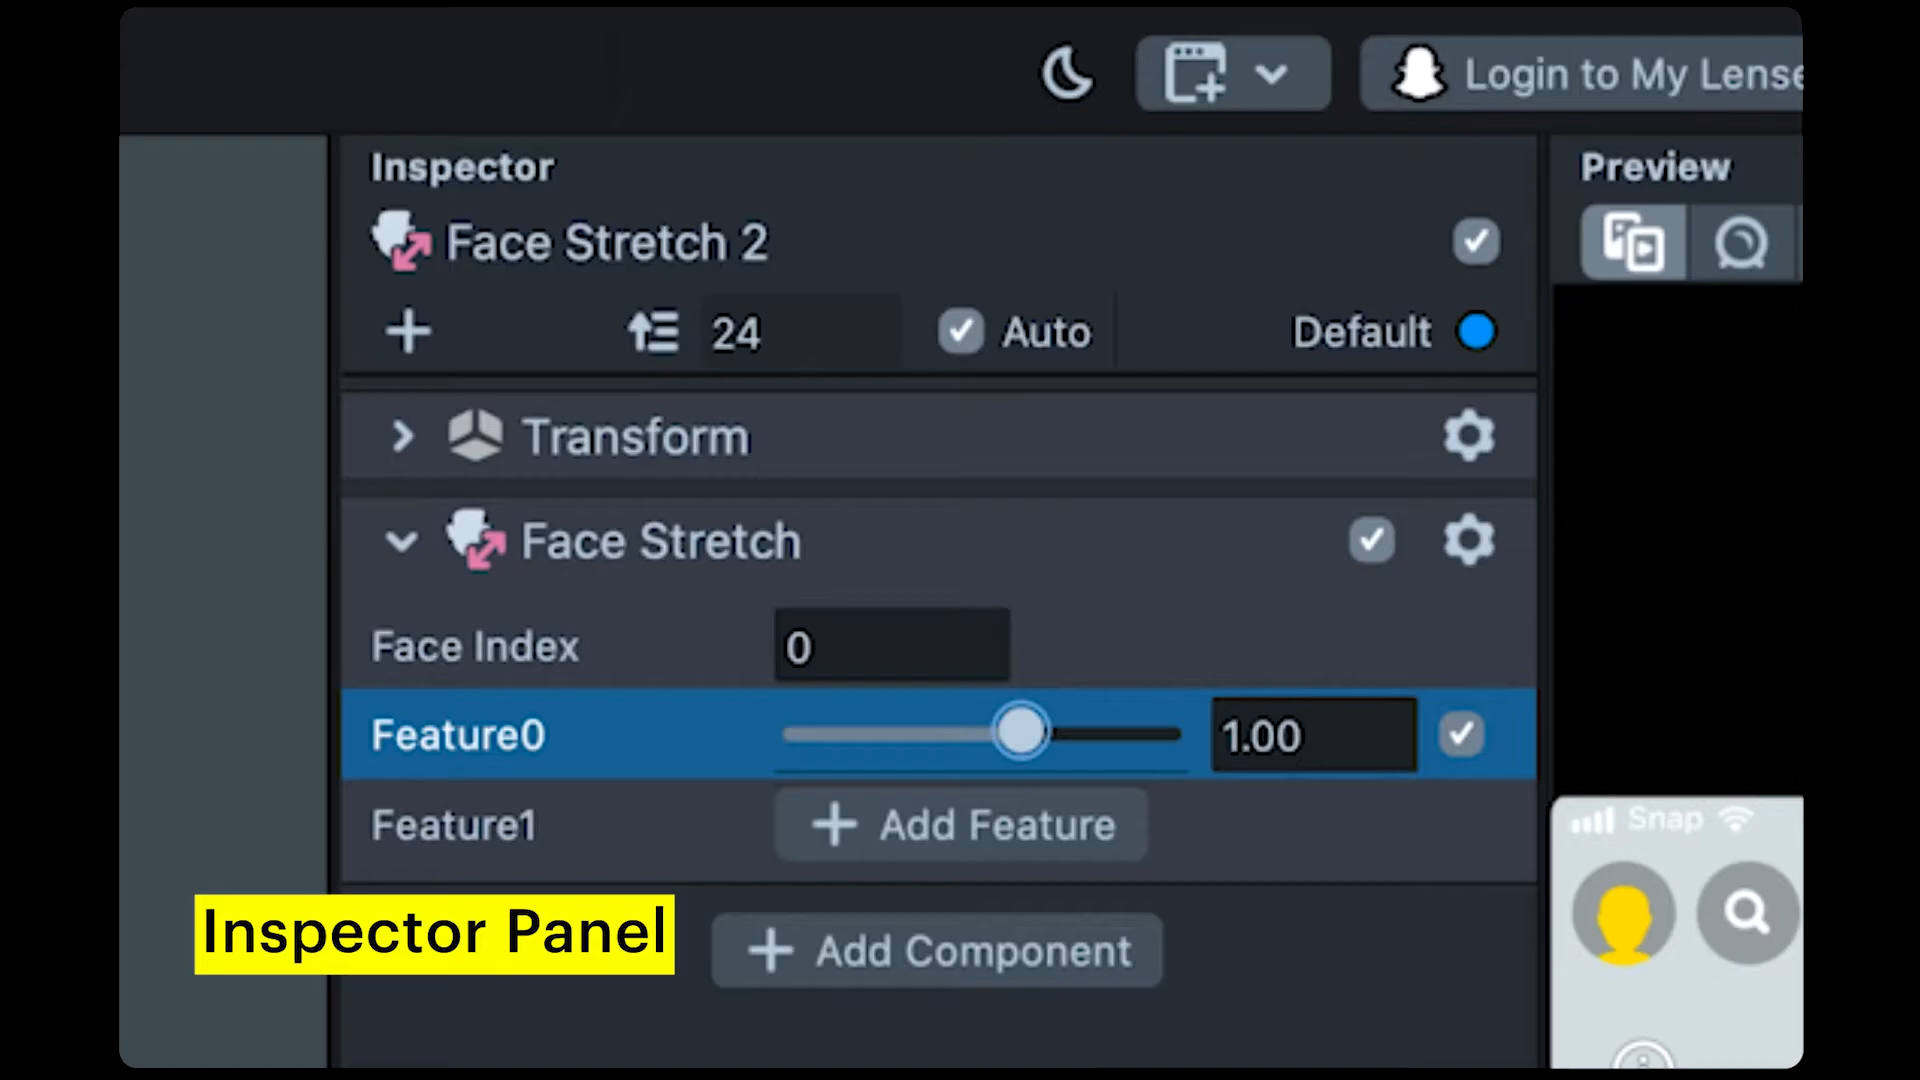 Login to My Lense
Inspector
Preview
Face Stretch 2
24
Auto
Default
Transform
Face Stretch
Face Index
0
Feature0
1.00
Feature1
+ Add Feature
Snap
Inspector Panel
+ Add Component